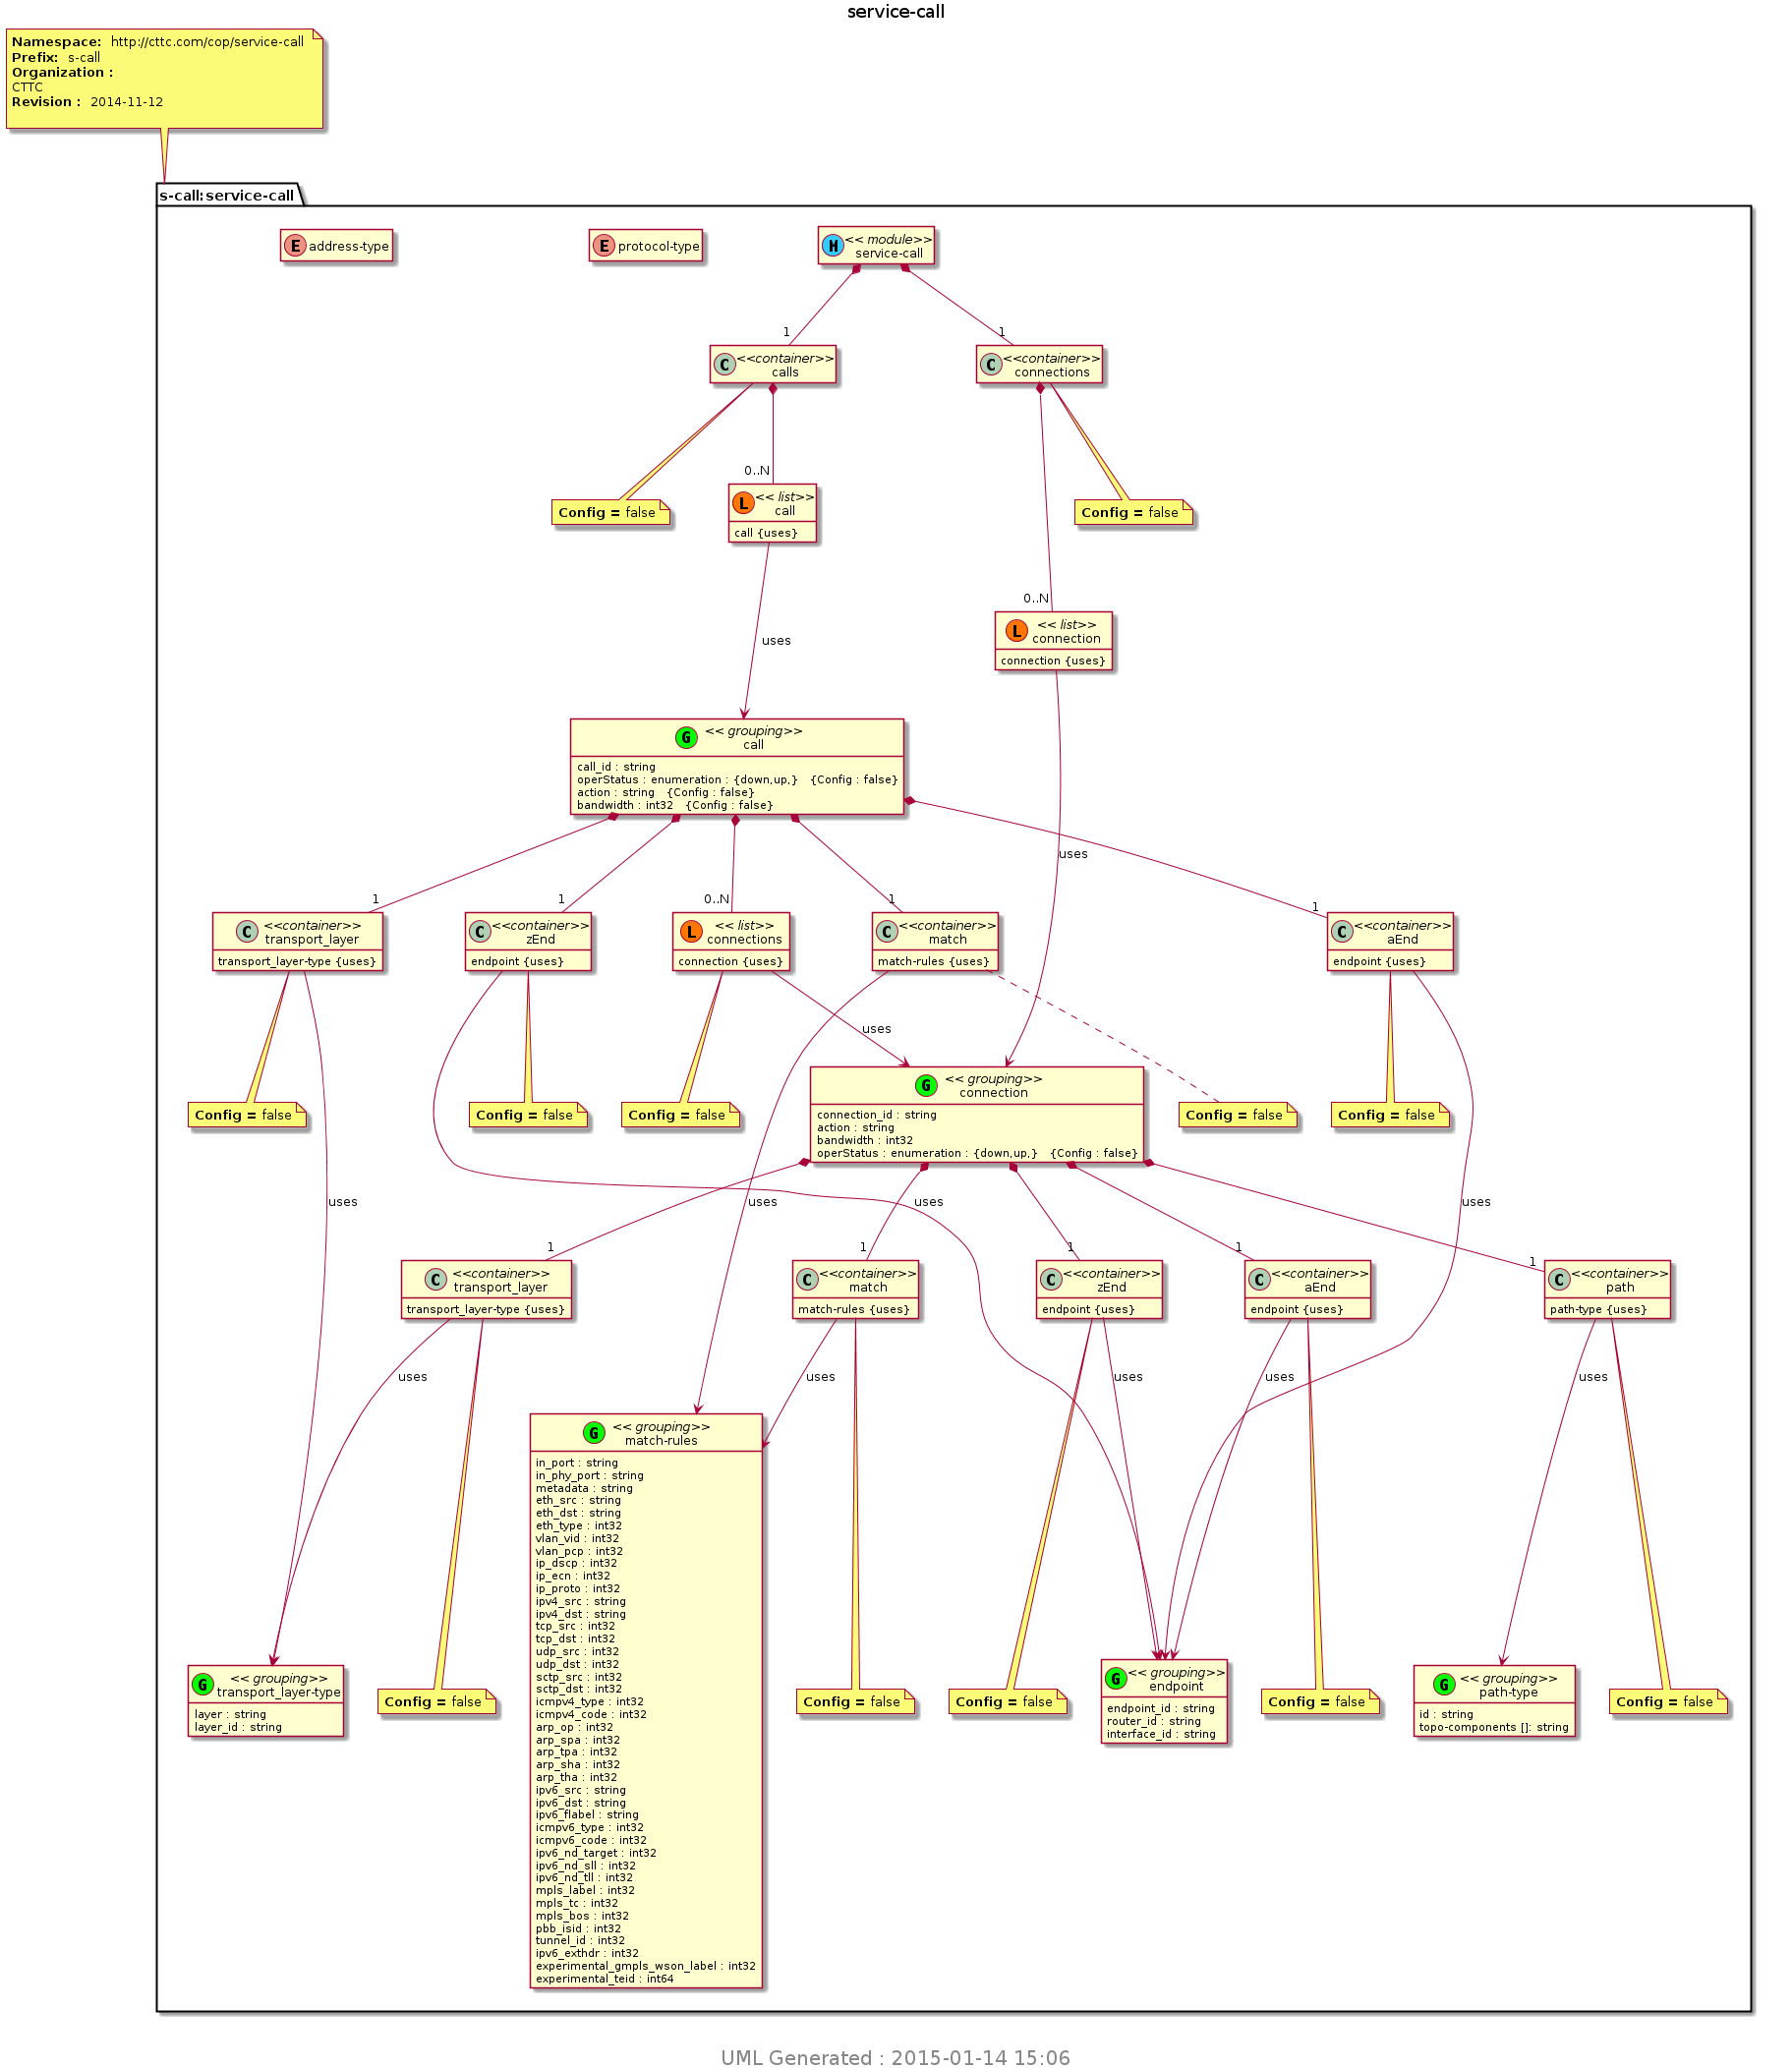 service-call
Namespace: http://cttc.com/cop/service-call
Prefix: s-call
Organization :
CTTC
Revision : 2014-11-12
s-call:service-call
E address-type
E protocol-type
M << module>>
service-call
1
1
C <<container>>
calls
C <<container>>
connections
0..N
Config = false
L << list>>
call
call {uses}
Config = false
0..N
L << list>>
connection
connection {uses}
uses
G << grouping>>
call
call_id : string
operStatus : enumeration : {down,up,} {Config : false}
action : string {Config : false}
bandwidth : int32 {Config : false}
uses
1
1
0..N
1
1
C <<container>>
transport_layer
transport_layer-type {uses}
C <<container>>
zEnd
endpoint {uses}
L << list>>
connections
connection {uses}
C <<container>>
match
match-rules {uses}
C <<container>>
aEnd
endpoint {uses}
uses
Config = false
Config = false
Config = false
G << grouping>>
connection
connection_id : string
action : string
bandwidth : int32
operStatus : enumeration : {down,up,} {Config : false}
Config = false
Config = false
uses
uses
uses
uses
1
1
1
1
1
C <<container>>
transport_layer
transport_layer-type {uses}
C <<container>>
match
match-rules {uses}
C <<container>>
zEnd
endpoint {uses}
C <<container>>
aEnd
endpoint {uses}
C <<container>>
path
path-type {uses}
uses
uses
uses
uses
uses
G << grouping>>
match-rules
in_port : string
in_phy_port : string
metadata : string
eth_src : string
eth_dst : string
eth_type : int32
vlan_vid : int32
vlan_pcp : int32
ip_dscp : int32
ip_ecn : int32
ip_proto : int32
ipv4_src : string
ipv4_dst : string
tcp_src : int32
tcp_dst : int32
udp_src : int32
udp_dst : int32
sctp_src : int32
sctp_dst : int32
icmpv4_type : int32
icmpv4_code : int32
arp_op : int32
arp_spa : int32
arp_tpa : int32
arp_sha : int32
arp_tha : int32
ipv6_src : string
ipv6_dst : string
ipv6_flabel : string
icmpv6_type : int32
icmpv6_code : int32
ipv6_nd_target : int32
ipv6_nd_sll : int32
ipv6_nd_tll : int32
mpls_label : int32
mpls_tc : int32
mpls_bos : int32
pbb_isid : int32
tunnel_id : int32
ipv6_exthdr : int32
experimental_gmpls_wson_label : int32
experimental_teid : int64
G << grouping>>
transport_layer-type
layer : string
layer_id : string
Config = false
Config = false
Config = false
G << grouping>>
endpoint
endpoint_id : string
router_id : string
interface_id : string
Config = false
G << grouping>>
path-type
id : string
topo-components []: string
Config = false
UML Generated : 2015-01-14 15:06